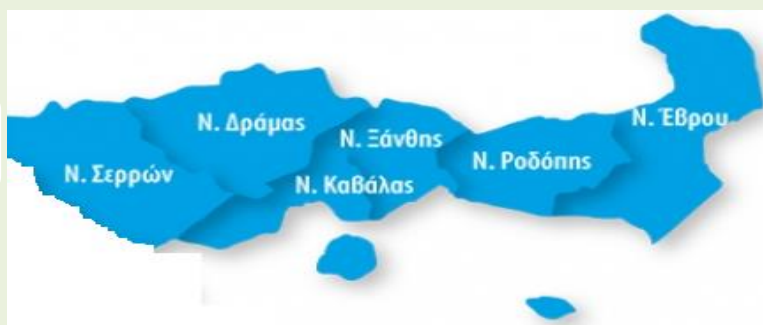 Ν. Σερρών
Ν. Δράμας
Ν. Καβάλας
Ν. Ξάνθης
Ν. Ροδόπης
Ν. Έβρου